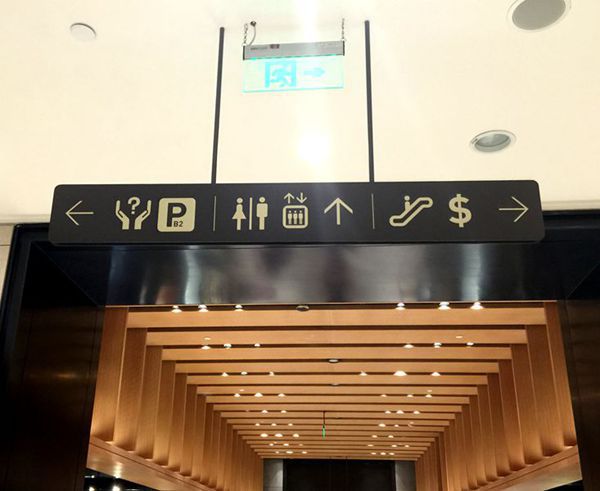 ← ? P B2 ↑ $ →